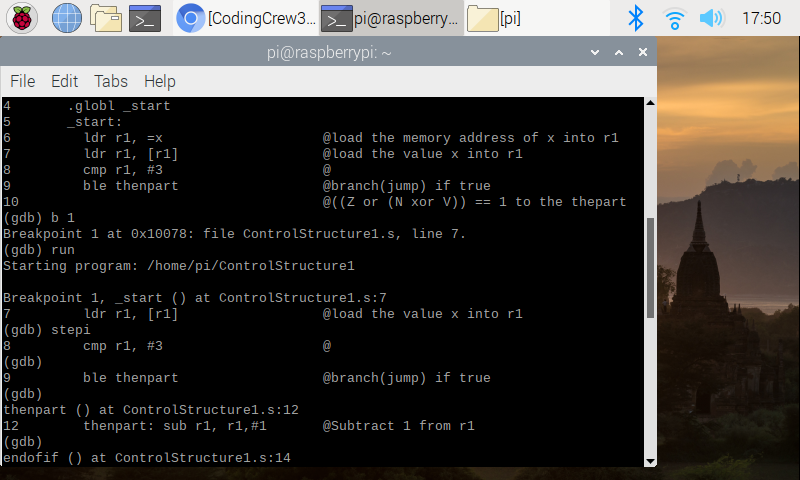 [CodingCrew3...
pi@raspberry...
[pi]
17:50
pi@raspberrypi: ~
File Edit Tabs Help
4       .globl _start
5       _start:
6         ldr r1, =x                    @load the memory address of x into r1
7         ldr r1, [r1]                  @load the value x into r1
8         cmp r1, #3                    @
9         ble thenpart                  @branch(jump) if true
10                                      @((Z or (N xor V)) == 1 to the thepart
(gdb) b 1
Breakpoint 1 at 0x10078: file ControlStructure1.s, line 7.
(gdb) run
Starting program: /home/pi/ControlStructure1
Breakpoint 1, _start () at ControlStructure1.s:7
7         ldr r1, [r1]                  @load the value x into r1
(gdb) stepi
8         cmp r1, #3                    @
(gdb)
9         ble thenpart                  @branch(jump) if true
(gdb)
thenpart () at ControlStructure1.s:12
12        thenpart: sub r1, r1,#1       @Subtract 1 from r1
(gdb)
endofif () at ControlStructure1.s:14